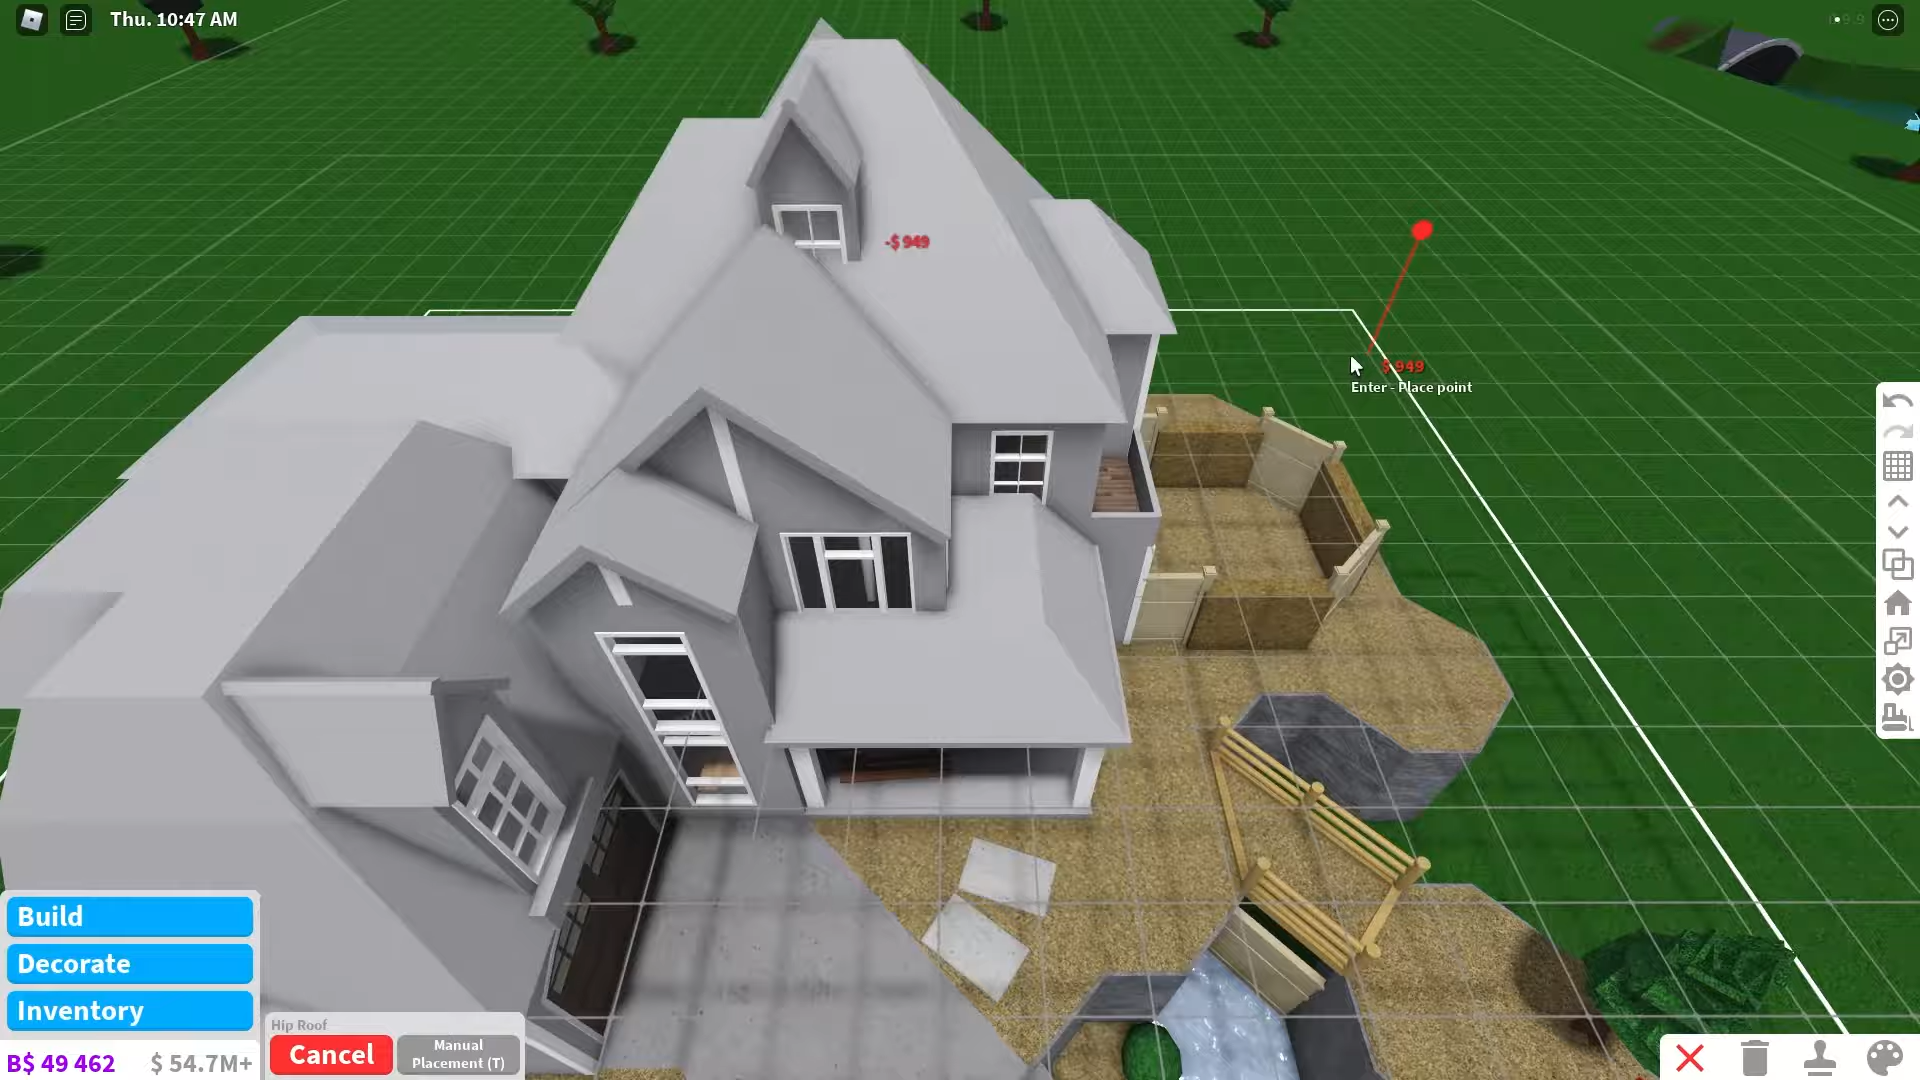 Thu. 10:47 AM
-$ 949
$ 949
Enter - Place point
Build
Decorate
Inventory
Hip Roof
Cancel
Manual
Placement (T)
B$ 49 462
$ 54.7M+